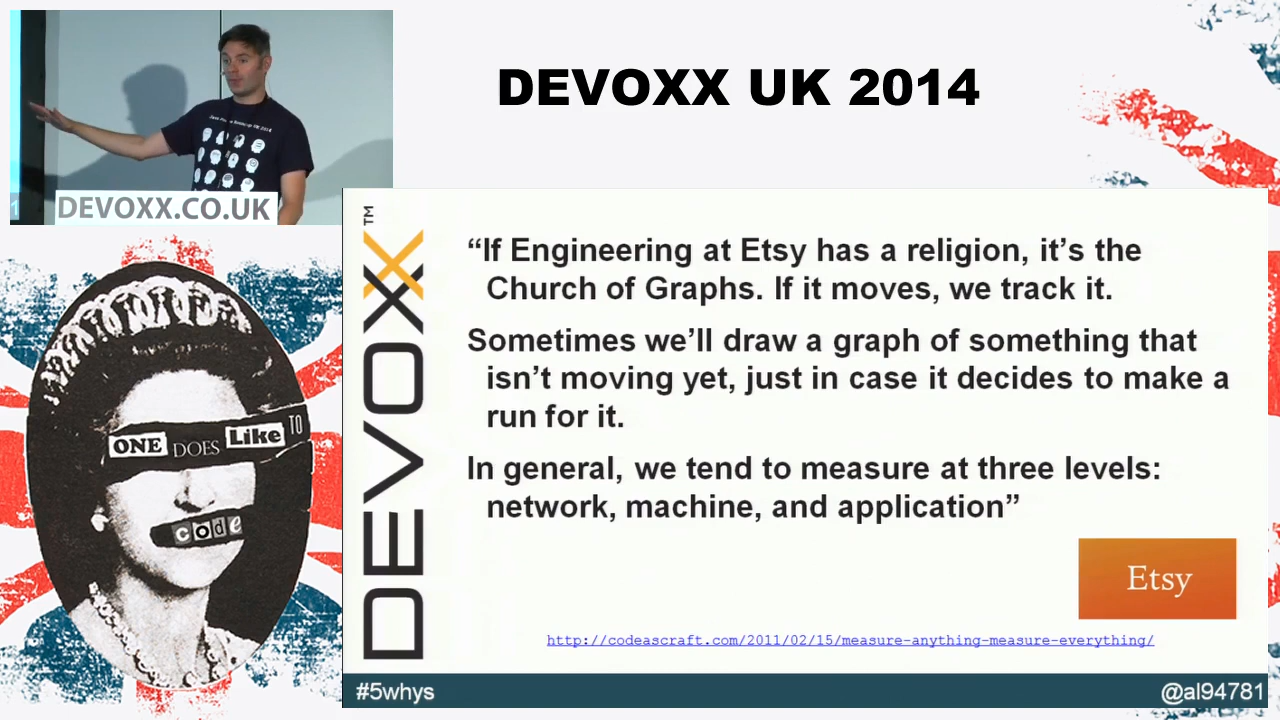 DEVOXX UK 2014
DEVOXX.CO.UK
ONE DOES Like TO
code
DEVOXX™
“If Engineering at Etsy has a religion, it’s the
Church of Graphs. If it moves, we track it.
Sometimes we’ll draw a graph of something that
isn’t moving yet, just in case it decides to make a
run for it.
In general, we tend to measure at three levels:
network, machine, and application”
Etsy
http://codeascraft.com/2011/02/15/measure-anything-measure-everything/
#5whys
@al94781